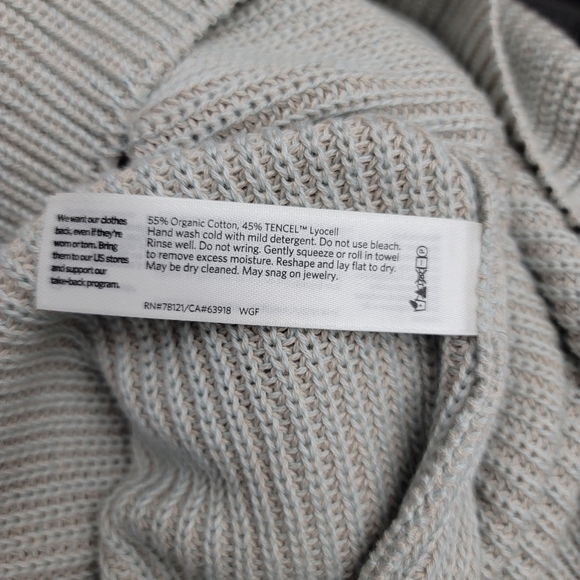 We want our clothes
back, even if they're
worn or torn. Bring
them to our US stores
and support our
take-back program.
55% Organic Cotton, 45% TENCEL™ Lyocell
Hand wash cold with mild detergent. Do not use bleach.
Rinse well. Do not wring. Gently squeeze or roll in towel
to remove excess moisture. Reshape and lay flat to dry.
May be dry cleaned. May snag on jewelry.
RN#78121/CA#63918 WGF